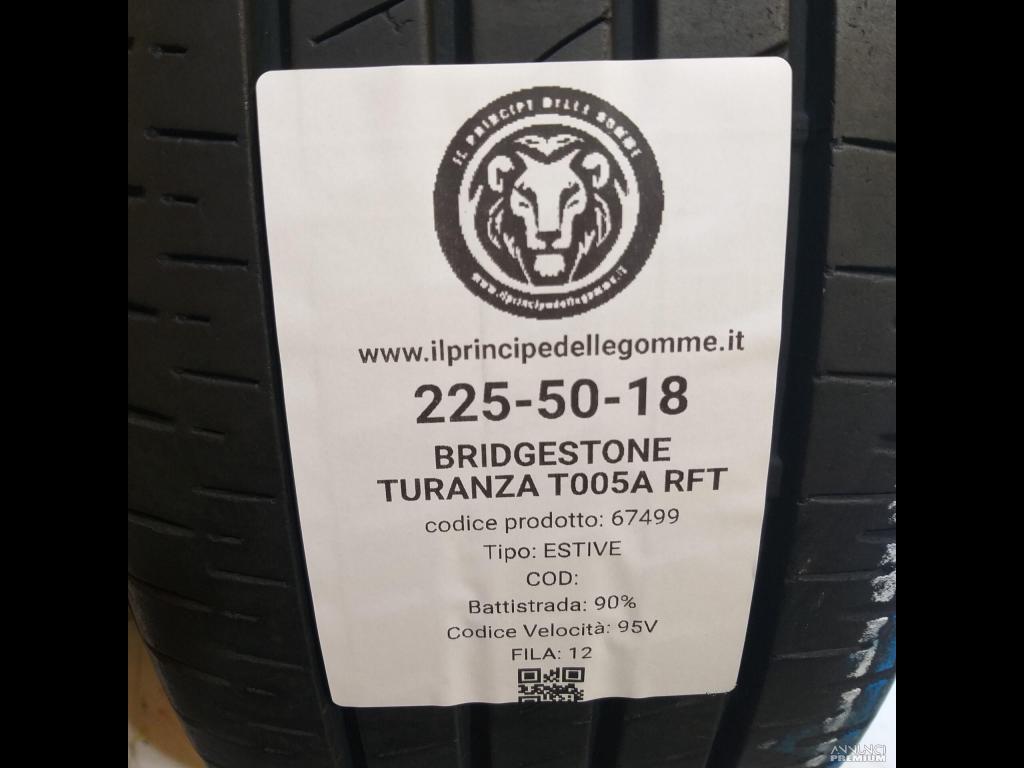 IL PRINCIPE DELLE GOMME
www.ilprincipedellegomme.it
www.ilprincipedellegomme.it
225-50-18
BRIDGESTONE
TURANZA T005A RFT
codice prodotto: 67499
Tipo: ESTIVE
COD:
Battistrada: 90%
Codice Velocità: 95V
FILA: 12
ANNUNCI
PREMIUM